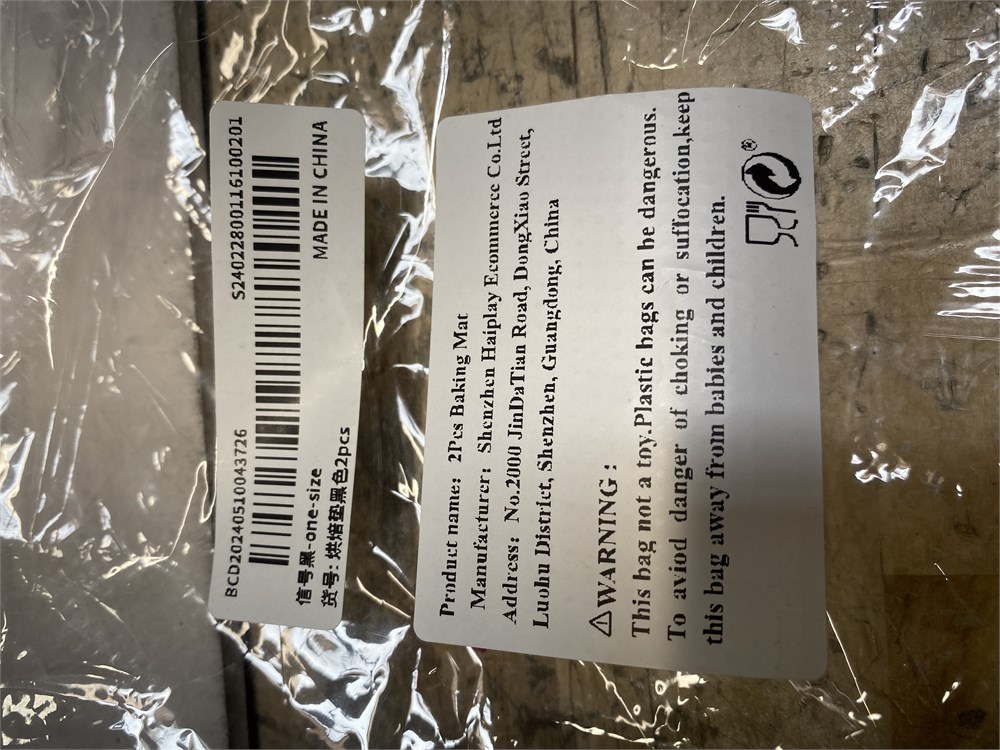 BCD20240510043726 S2402280011610201
信号黑-one-size MADE IN CHINA
货号: 烘焙垫黑色2pcs
Product name: 2Pcs Baking Mat
Manufacturer: Shenzhen Haiplay Ecommerce Co.Ltd
Address: No.2000 JinDaTian Road, DongXiao Street,
Luohu District, Shenzhen, Guangdong, China
⚠WARNING:
This bag not a toy.Plastic bags can be dangerous.
To aviod danger of choking or suffocation,keep
this bag away from babies and children.
®